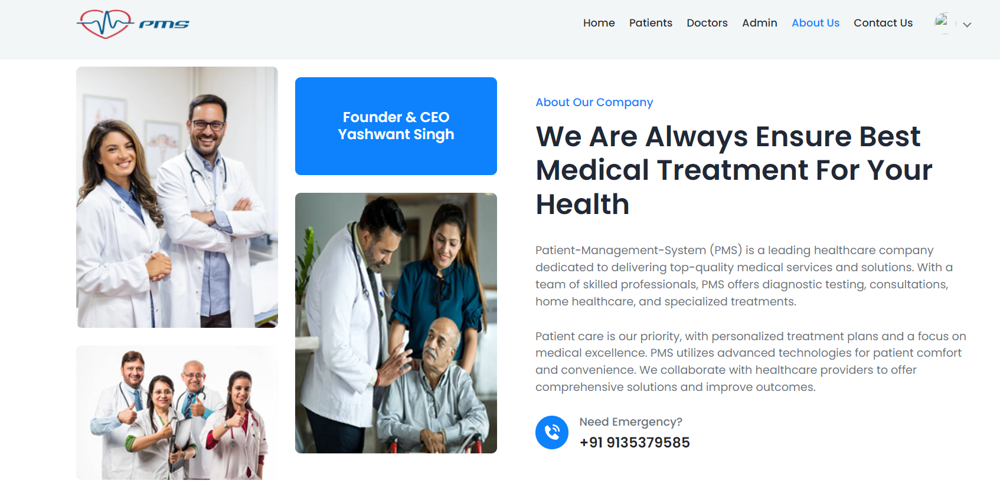 PMS
Home Patients Doctors Admin About Us Contact Us
Founder & CEO
Yashwant Singh
About Our Company
We Are Always Ensure Best
Medical Treatment For Your
Health
Patient-Management-System (PMS) is a leading healthcare company
dedicated to delivering top-quality medical services and solutions. With a
team of skilled professionals, PMS offers diagnostic testing, consultations,
home healthcare, and specialized treatments.
Patient care is our priority, with personalized treatment plans and a focus on
medical excellence. PMS utilizes advanced technologies for patient comfort
and convenience. We collaborate with healthcare providers to offer
comprehensive solutions and improve outcomes.
Need Emergency?
+91 9135379585